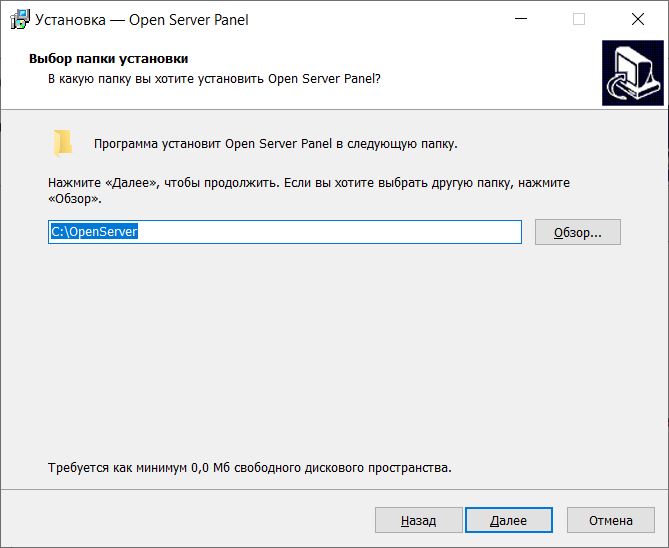 Установка — Open Server Panel
Выбор папки установки
В какую папку вы хотите установить Open Server Panel?
Программа установит Open Server Panel в следующую папку.
Нажмите «Далее», чтобы продолжить. Если вы хотите выбрать другую папку, нажмите
«Обзор».
C:\OpenServer
Обзор...
Требуется как минимум 0,0 Мб свободного дискового пространства.
Назад
Далее
Отмена